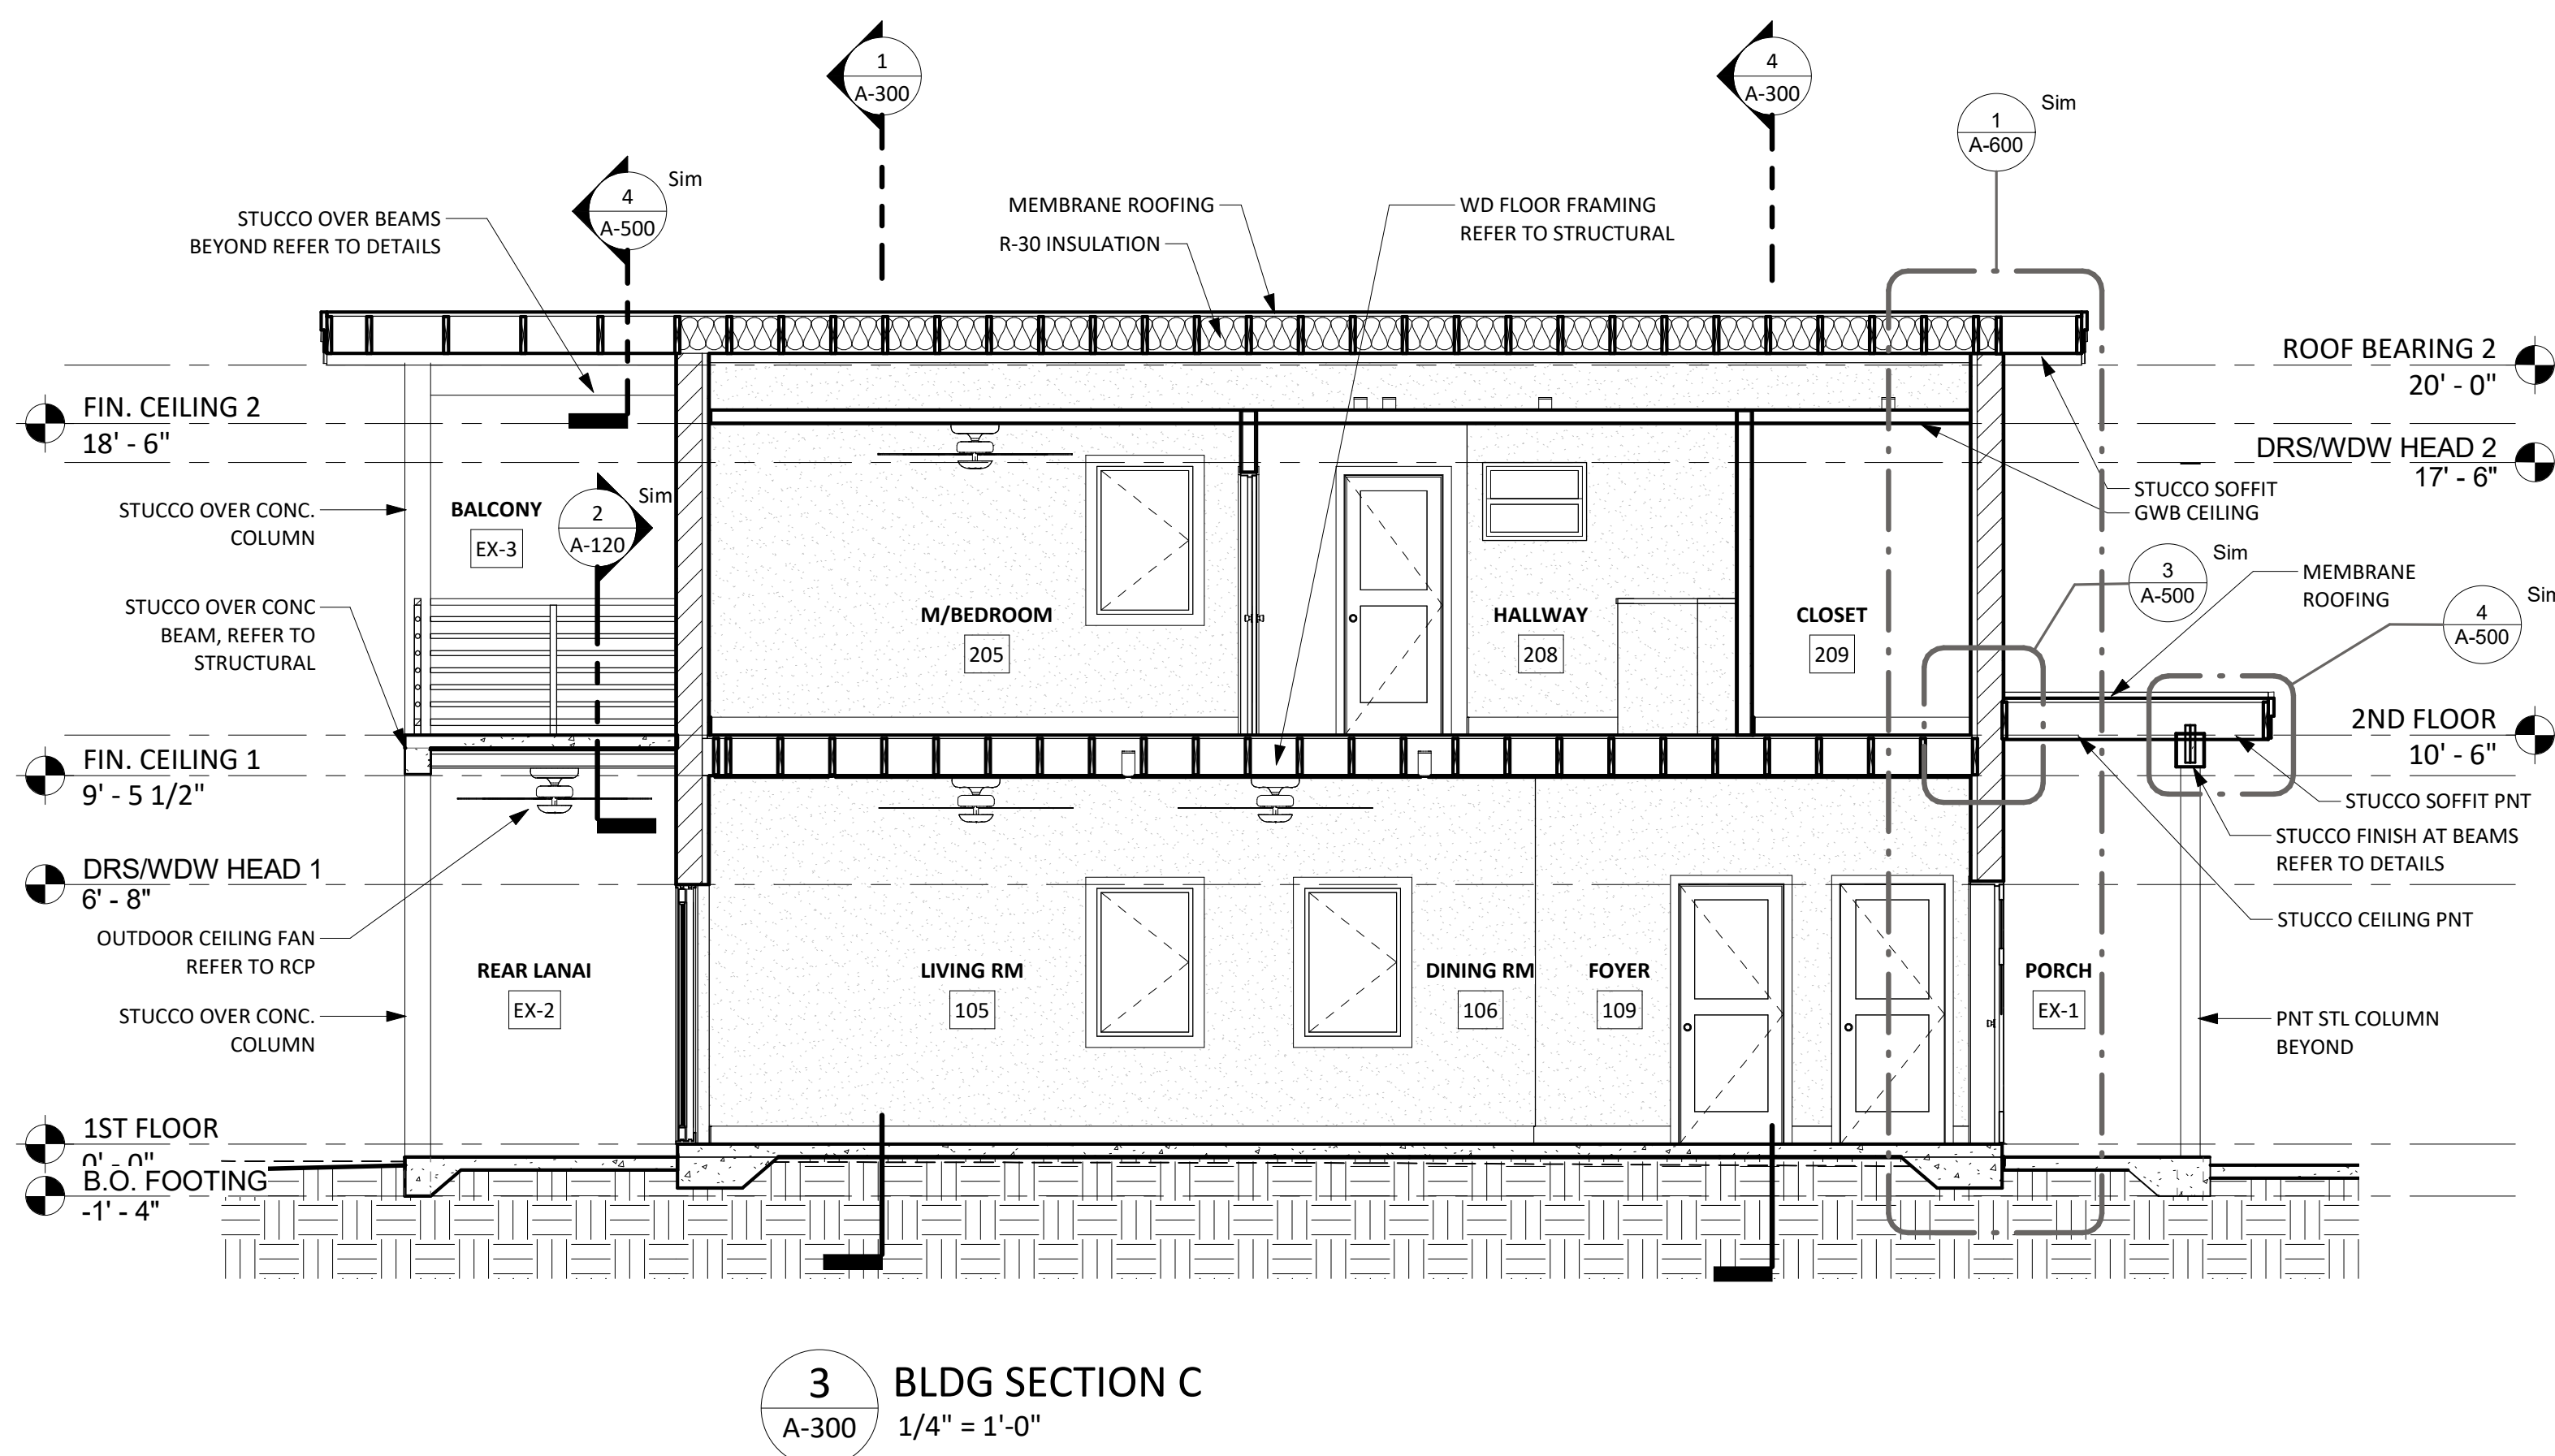 1
A-300
4
A-300
1
A-600
Sim
4
A-500
Sim
STUCCO OVER BEAMS
BEYOND REFER TO DETAILS
MEMBRANE ROOFING
R-30 INSULATION
WD FLOOR FRAMING
REFER TO STRUCTURAL
ROOF BEARING 2
20' - 0"
FIN. CEILING 2
18' - 6"
DRS/WDW HEAD 2
17' - 6"
STUCCO SOFFIT
GWB CEILING
STUCCO OVER CONC.
COLUMN
BALCONY
EX-3
2
A-120
Sim
3
A-500
Sim
MEMBRANE
ROOFING
4
A-500
Sim
STUCCO OVER CONC
BEAM, REFER TO
STRUCTURAL
M/BEDROOM
205
HALLWAY
208
CLOSET
209
2ND FLOOR
10' - 6"
FIN. CEILING 1
9' - 5 1/2"
STUCCO SOFFIT PNT
STUCCO FINISH AT BEAMS
REFER TO DETAILS
DRS/WDW HEAD 1
6' - 8"
STUCCO CEILING PNT
OUTDOOR CEILING FAN
REFER TO RCP
REAR LANAI
EX-2
LIVING RM
105
DINING RM
106
FOYER
109
PORCH
EX-1
STUCCO OVER CONC.
COLUMN
PNT STL COLUMN
BEYOND
1ST FLOOR
0' - 0"
B.O. FOOTING
-1' - 4"
3
A-300
BLDG SECTION C
1/4" = 1'-0"